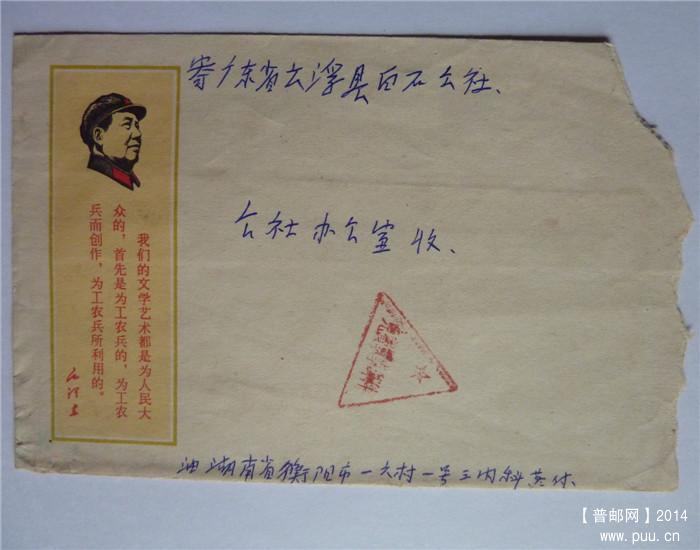 寄广东省云浮县白石公社、
公社办公室收、
我们的文学艺术都是为人民大
众的，首先是为工农兵的，为工农
兵而创作，为工农兵所利用的。
毛泽东
湖南省衡阳市一六村一号三内科
【普邮网】2014
www.puu.cn